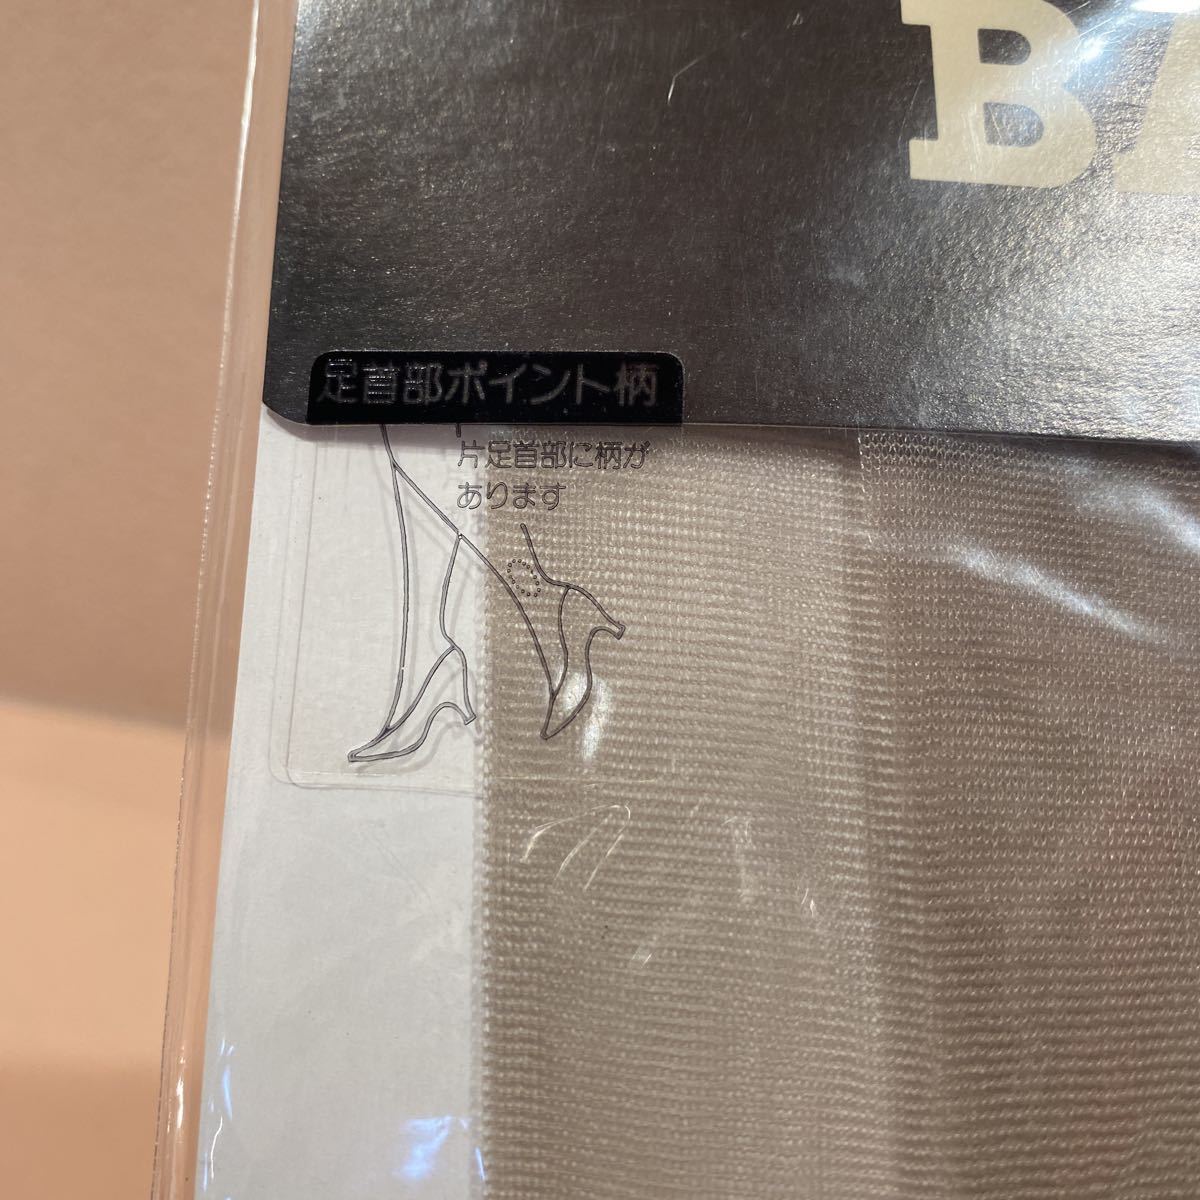 BA
足首部ポイント柄
片足首部に柄が
あります